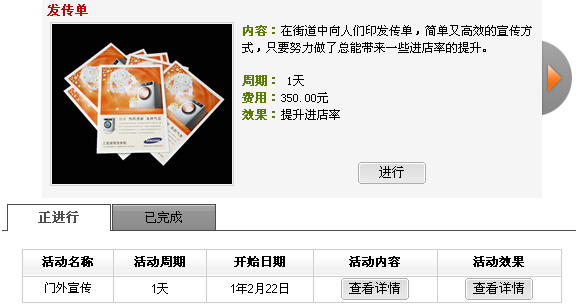 发传单
内容：在街道中向人们印发传单，简单又高效的宣传方
式，只要努力做了总能带来一些进店率的提升。
周期： 1天
费用：350.00元
效果：提升进店率
SAMSUNG
进行
正进行 已完成
活动名称 活动周期 开始日期 活动内容 活动效果
门外宣传 1天 1年2月22日 查看详情 查看详情